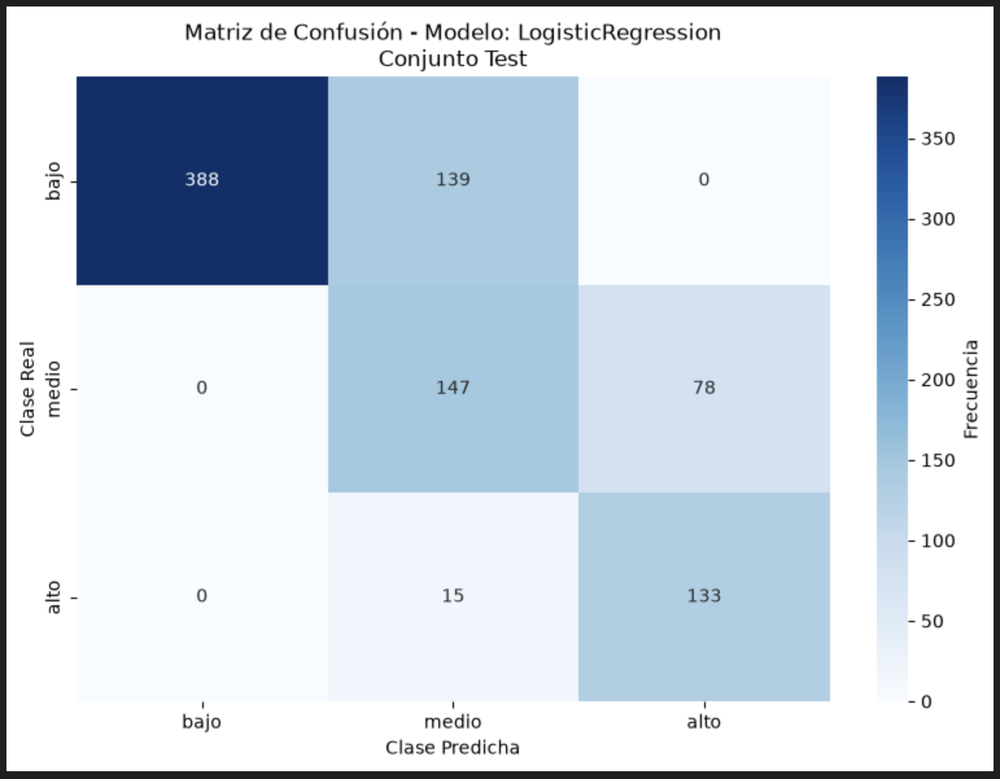 Matriz de Confusión - Modelo: LogisticRegression
Conjunto Test
bajo
388
139
0
medio
0
147
78
alto
0
15
133
Clase Real
bajo
medio
alto
Clase Predicha
350
300
250
200
150
100
50
0
Frecuencia